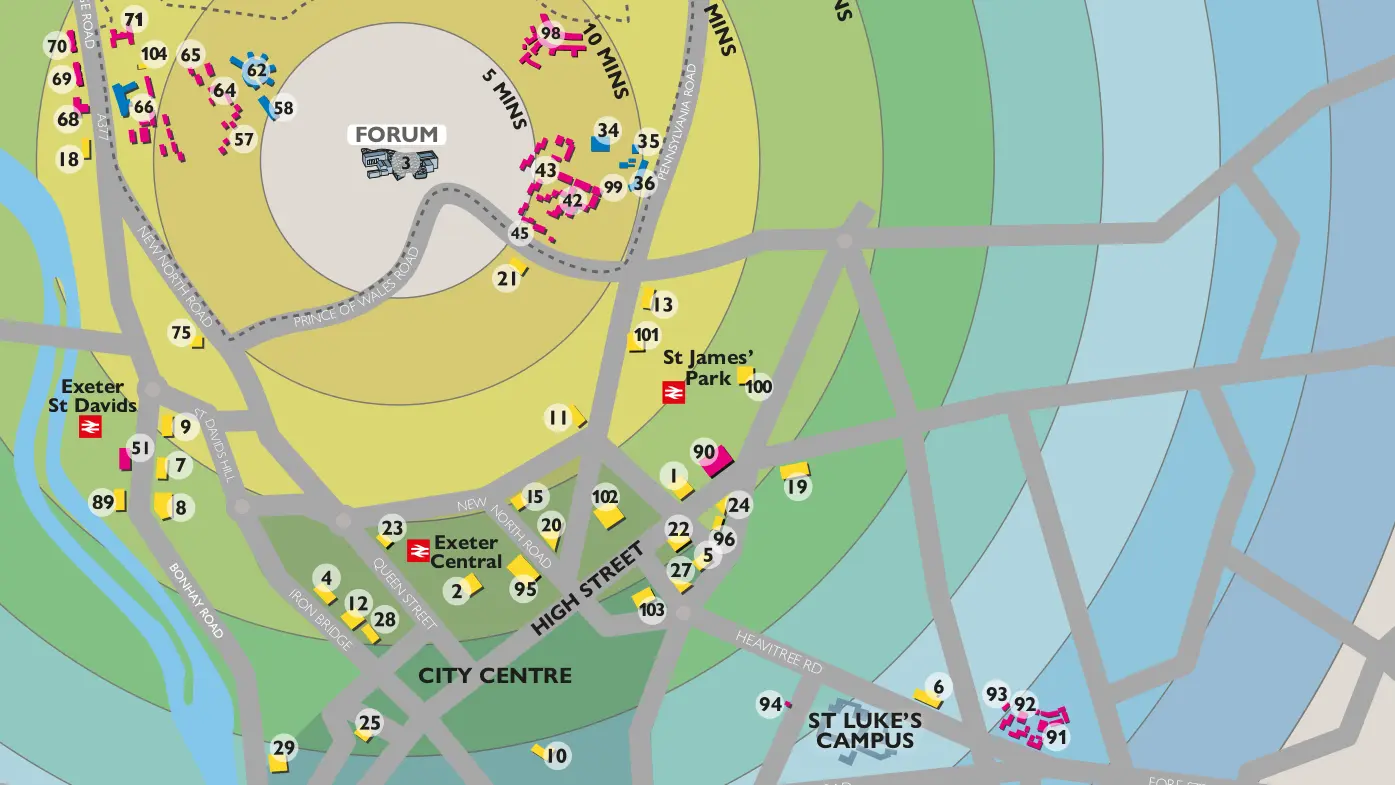 71
70
GE ROAD
104
65
62
98
10 MINS
MINS
NS
69
64
5 MINS
66
58
68
A377
57
18
FORUM
3
34
35
PENNSYLVANIA ROAD
43
36
99
42
45
21
NEW NORTH ROAD
PRINCE OF WALES ROAD
13
75
101
St James’
Park
100
Exeter
St Davids
ST DAVIDS HILL
9
11
51
7
90
1
19
89
8
15
102
24
NEW
NORTH ROAD
23
20
22
96
Exeter
Central
5
27
2
95
HIGH STREET
4
12
28
103
QUEEN STREET
IRON BRIDGE
BONHAY ROAD
HEAVITREE RD
CITY CENTRE
6
93
92
94
91
ST LUKE’S
CAMPUS
25
29
10